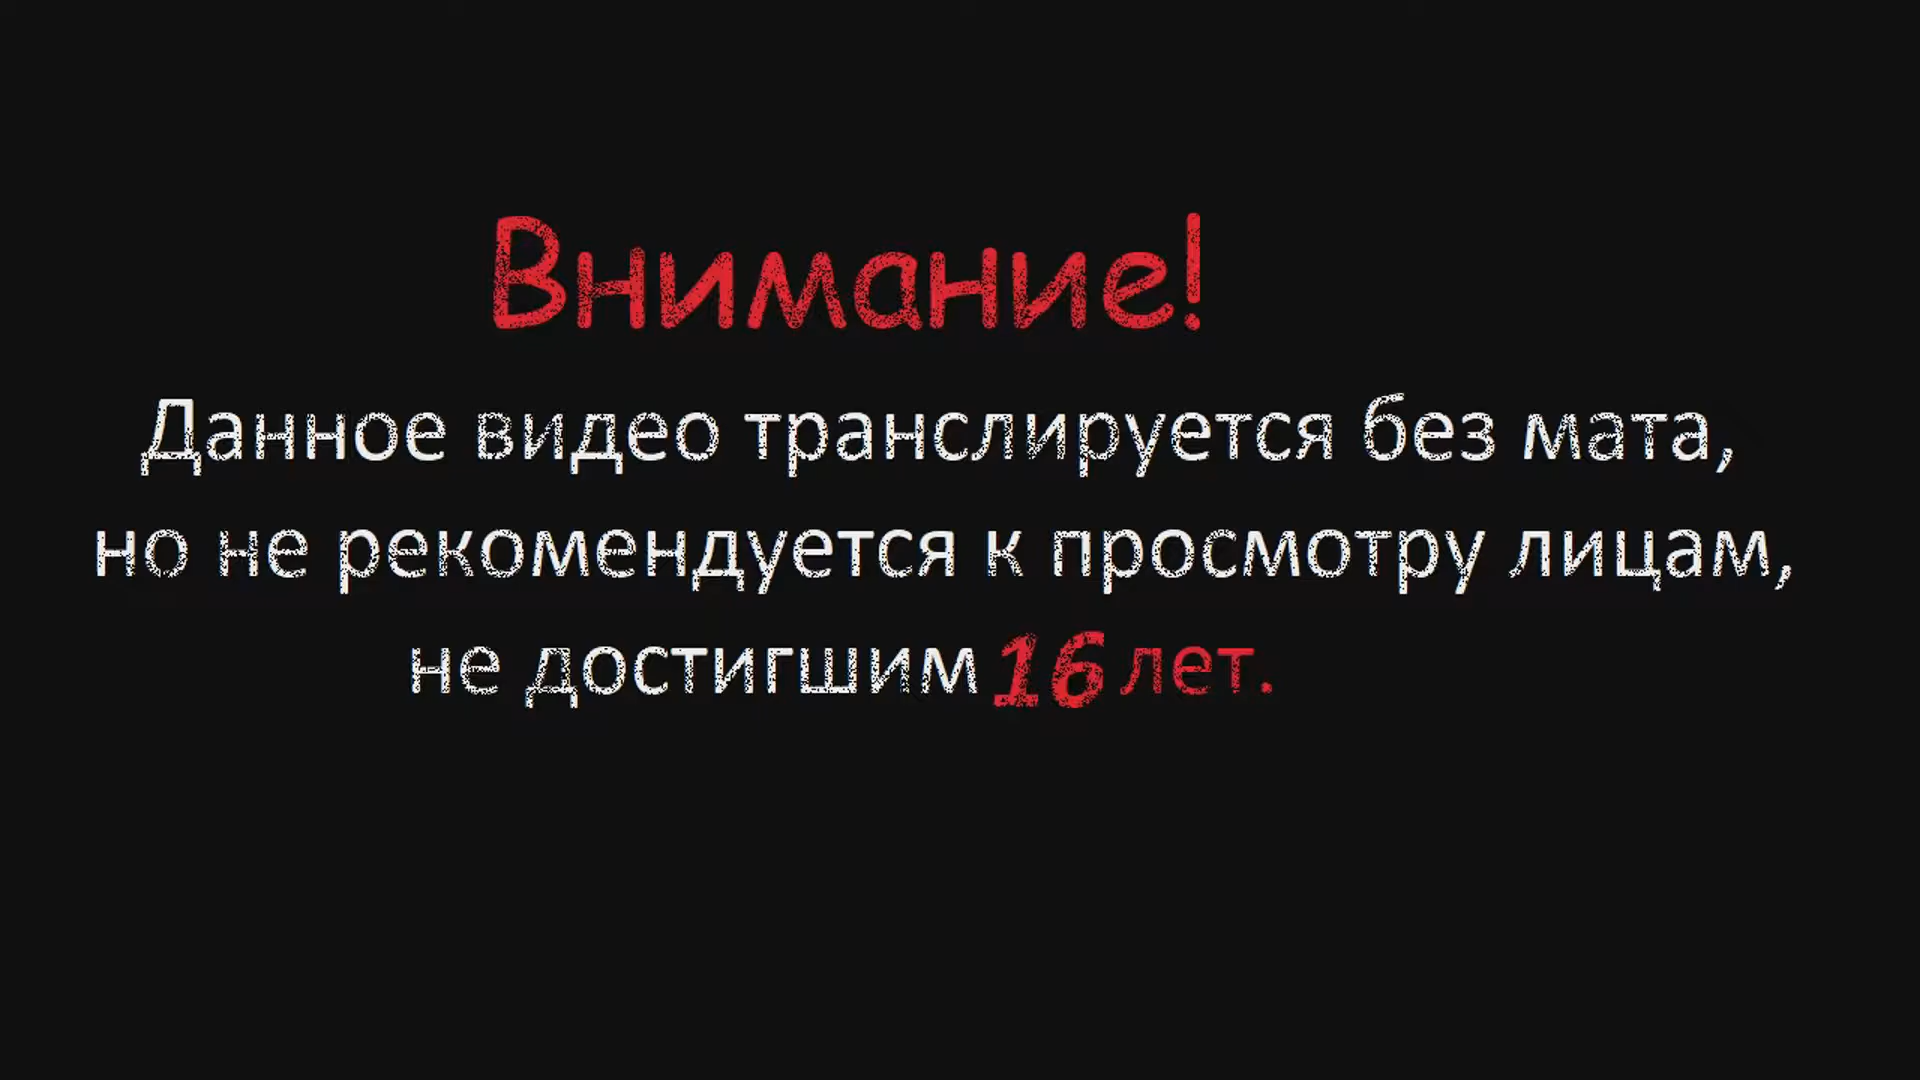 Внимание!
Данное видео транслируется без мата,
но не рекомендуется к просмотру лицам,
не достигшим 16 лет.